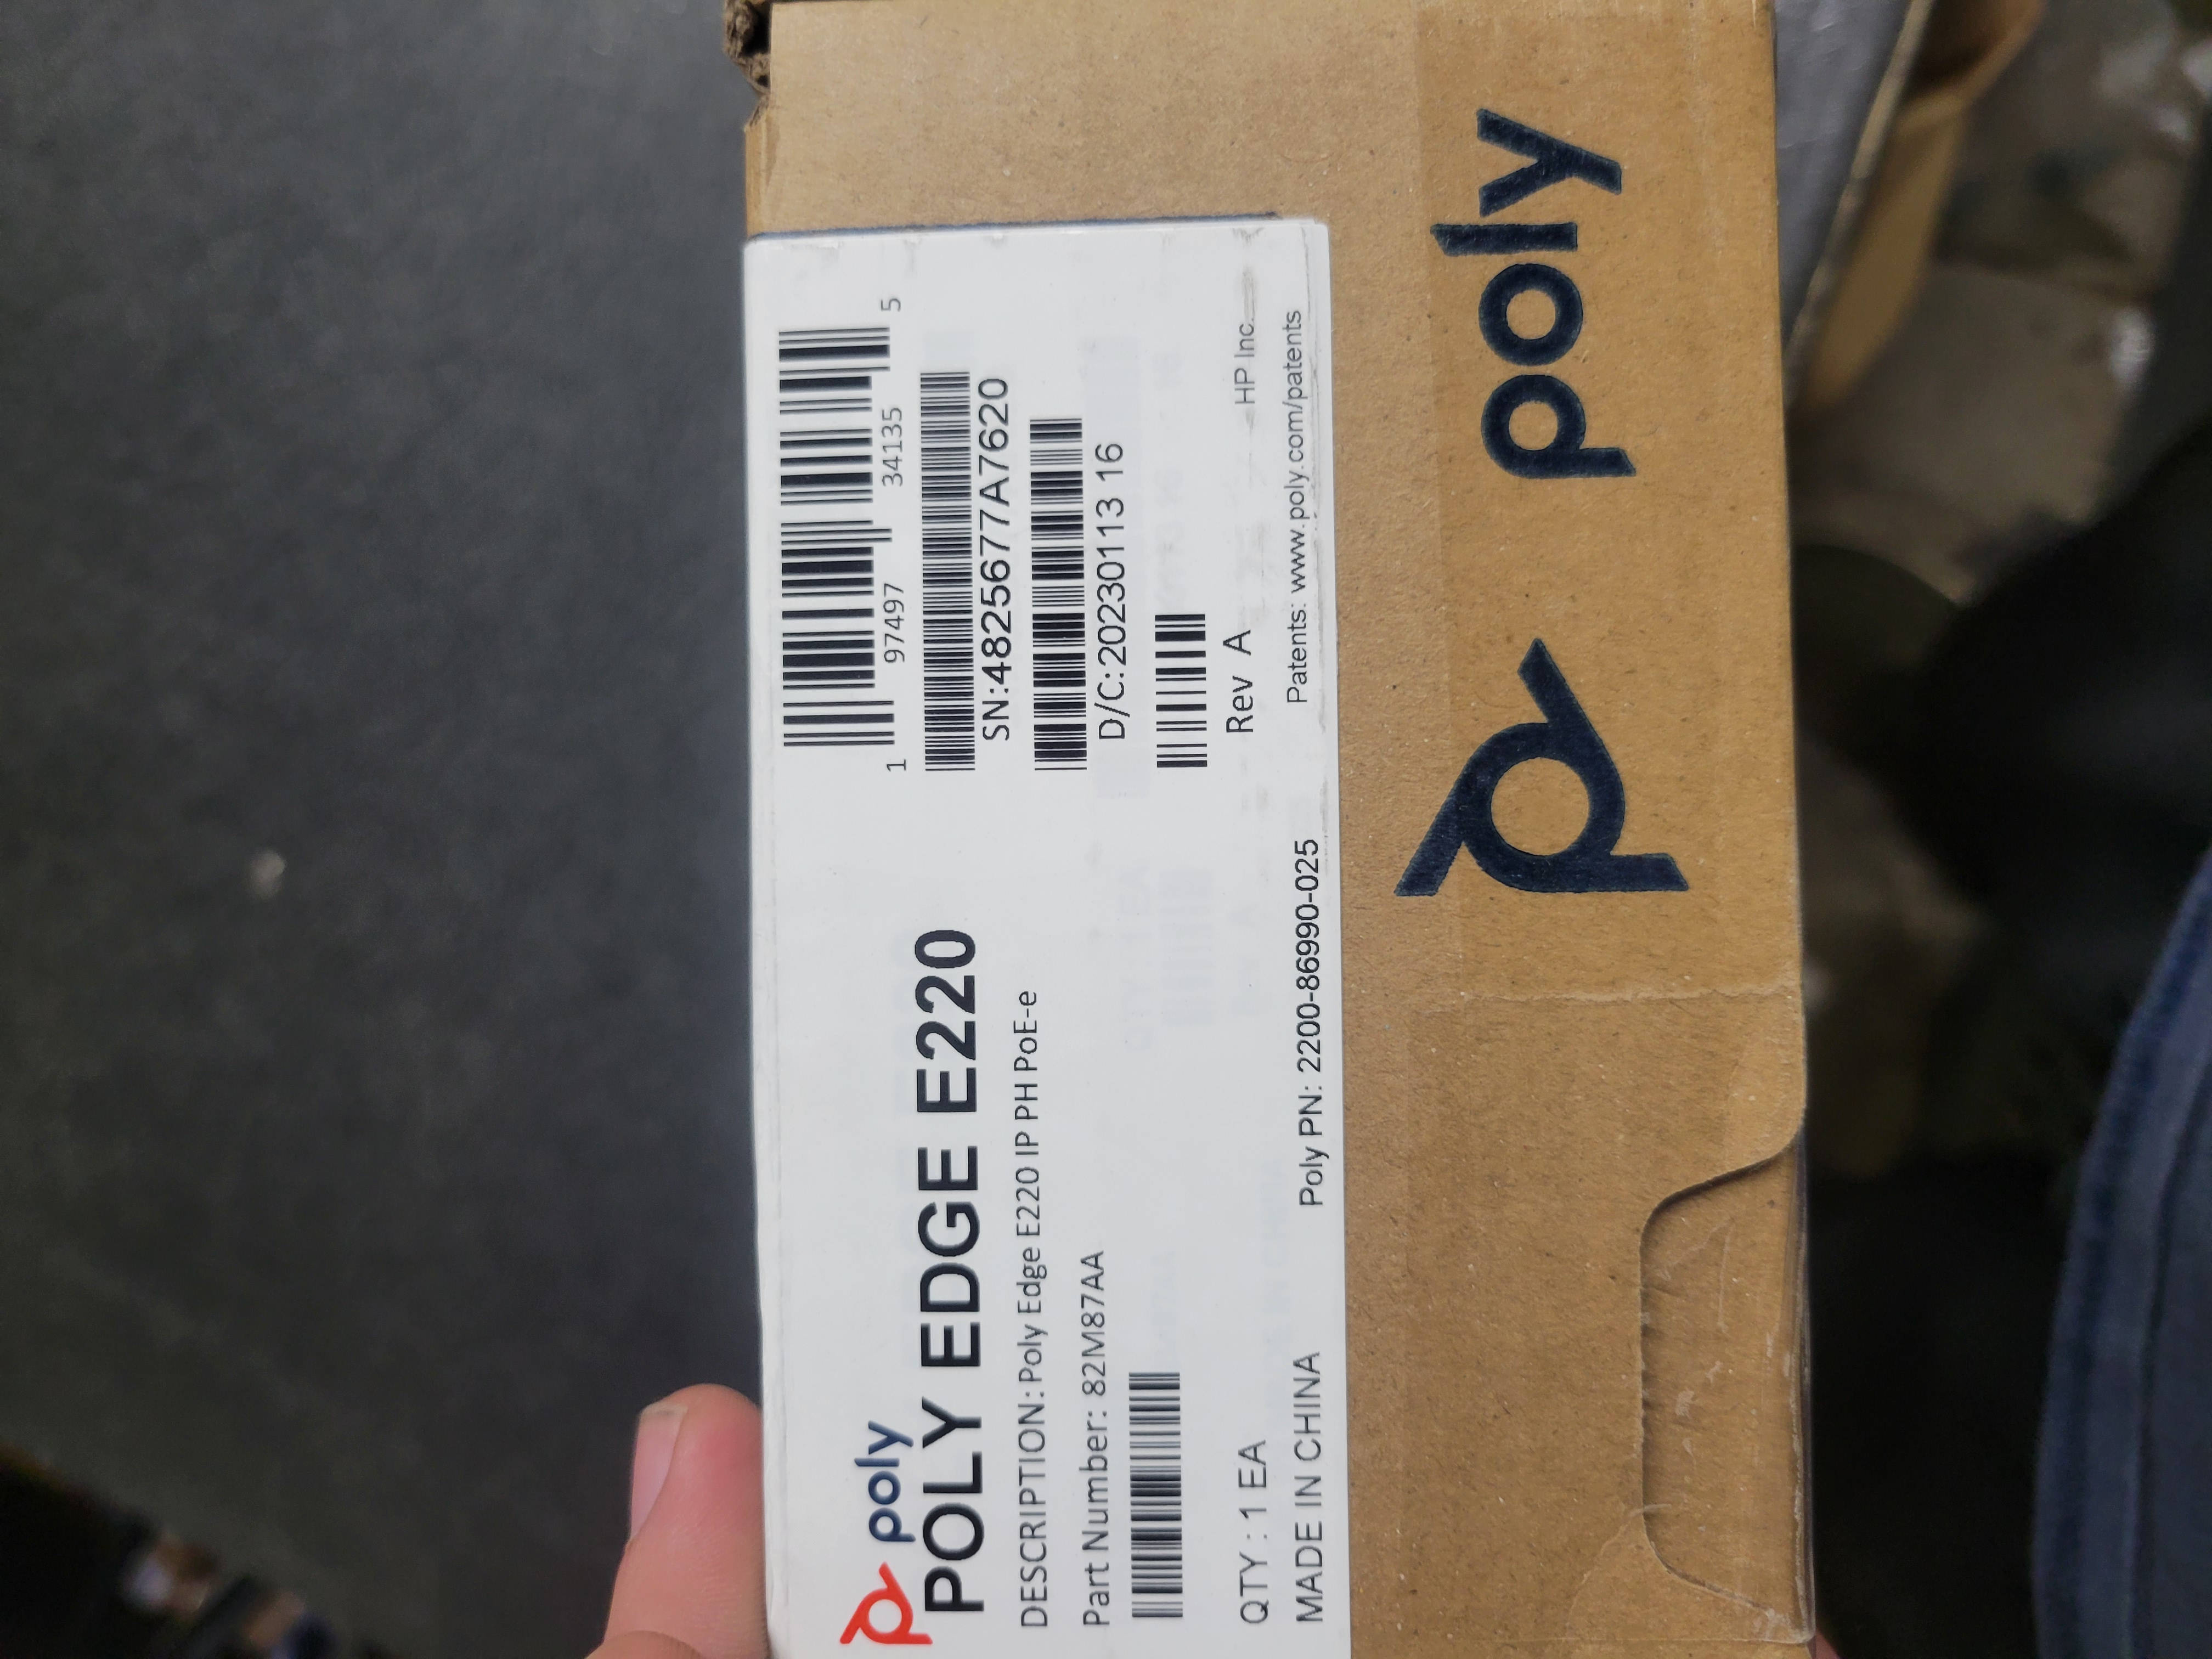 poly
POLY EDGE E220
DESCRIPTION: Poly Edge E220 IP PH PoE-e
Part Number: 82M87AA
QTY : 1 EA
MADE IN CHINA
Poly PN: 2200-86990-025
1 97497 34135 5
SN:4825677A7620
D/C:20230113 16
Rev A
HP Inc.
Patents: www.poly.com/patents
poly